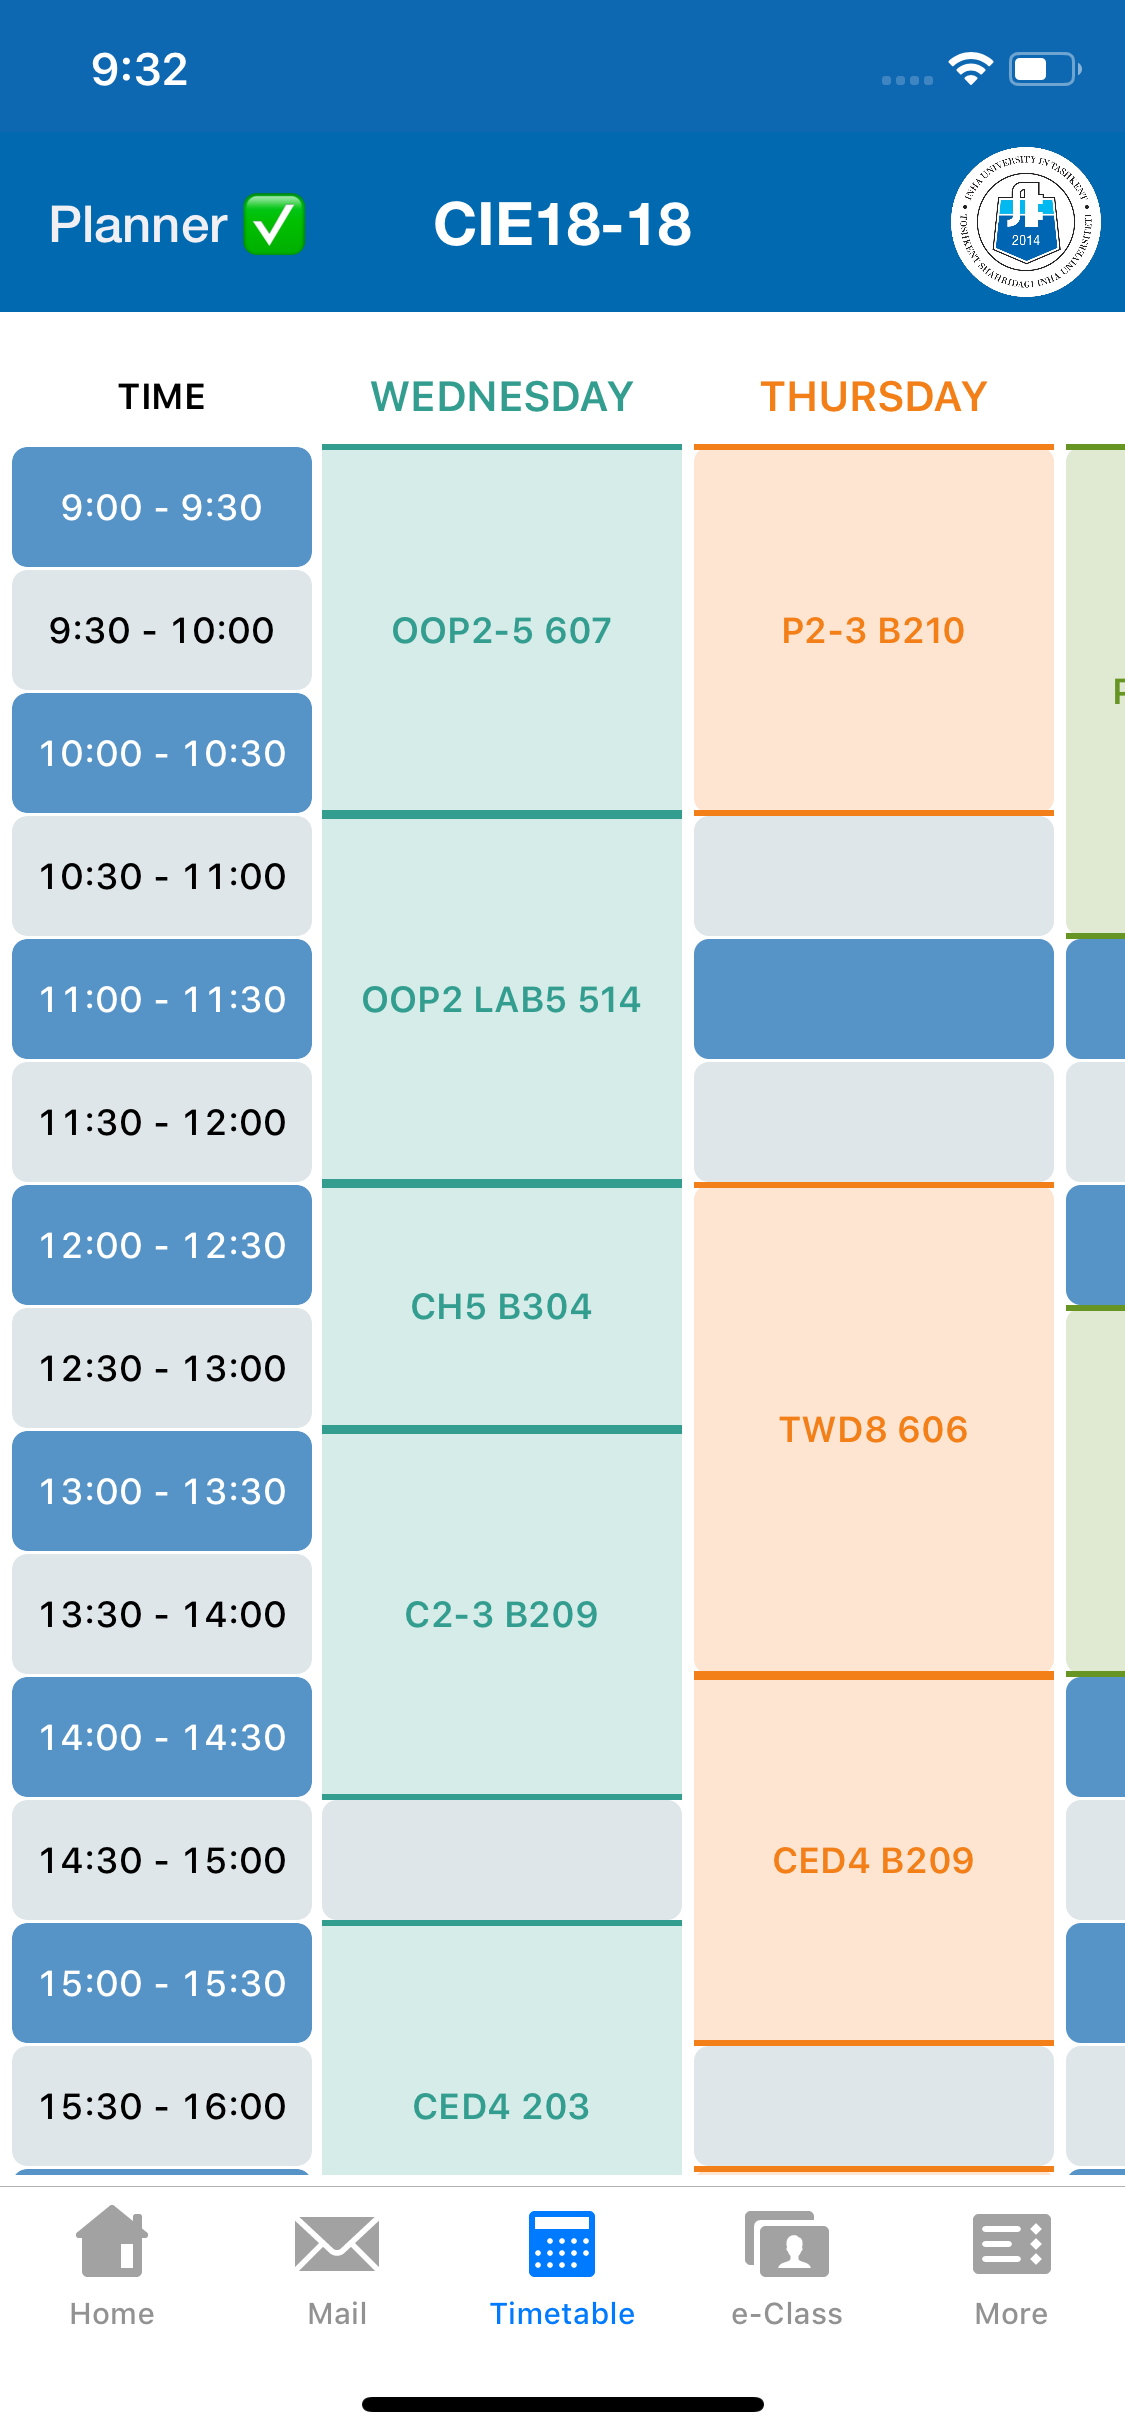 9:32
Planner ✅
CIE18-18
INHA UNIVERSITY IN TASHKENT
TOSHKENT SHAHRIDAGI INHA UNIVERSITETI
2014
TIME
WEDNESDAY
THURSDAY
9:00 - 9:30
9:30 - 10:00
OOP2-5 607
P2-3 B210
10:00 - 10:30
10:30 - 11:00
11:00 - 11:30
OOP2 LAB5 514
11:30 - 12:00
12:00 - 12:30
CH5 B304
12:30 - 13:00
TWD8 606
13:00 - 13:30
13:30 - 14:00
C2-3 B209
14:00 - 14:30
14:30 - 15:00
CED4 B209
15:00 - 15:30
15:30 - 16:00
CED4 203
Home
Mail
Timetable
e-Class
More